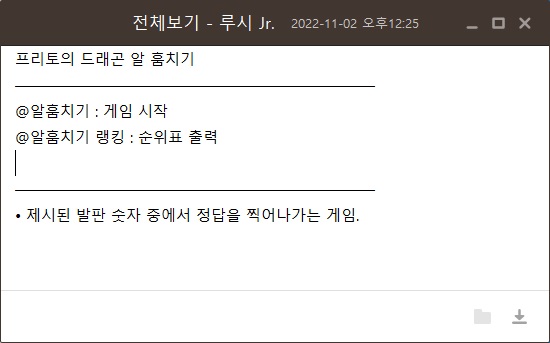 전체보기 - 루시 Jr. 2022-11-02 오후12:25
프리토의 드래곤 알 훔치기
@알훔치기 : 게임 시작
@알훔치기 랭킹 : 순위표 출력
• 제시된 발판 숫자 중에서 정답을 찍어나가는 게임.